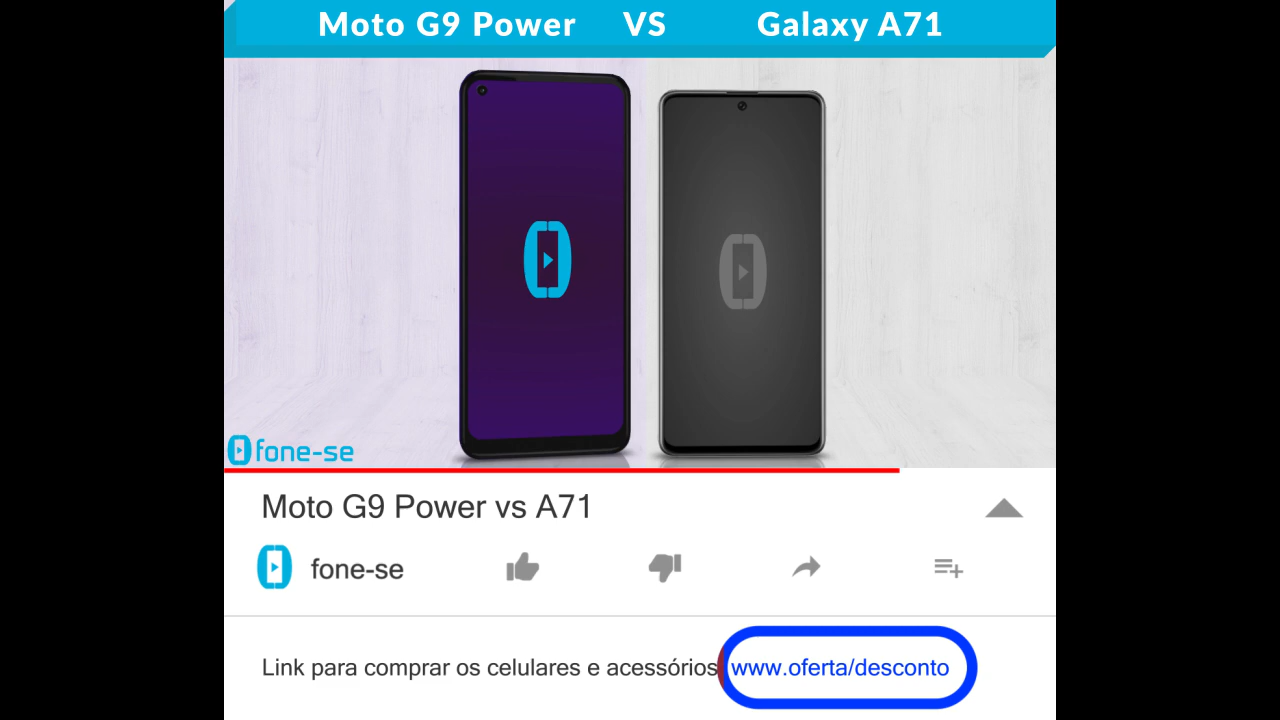 Moto G9 Power VS Galaxy A71
fone-se
Moto G9 Power vs A71
fone-se
Link para comprar os celulares e acessórios www.oferta/desconto